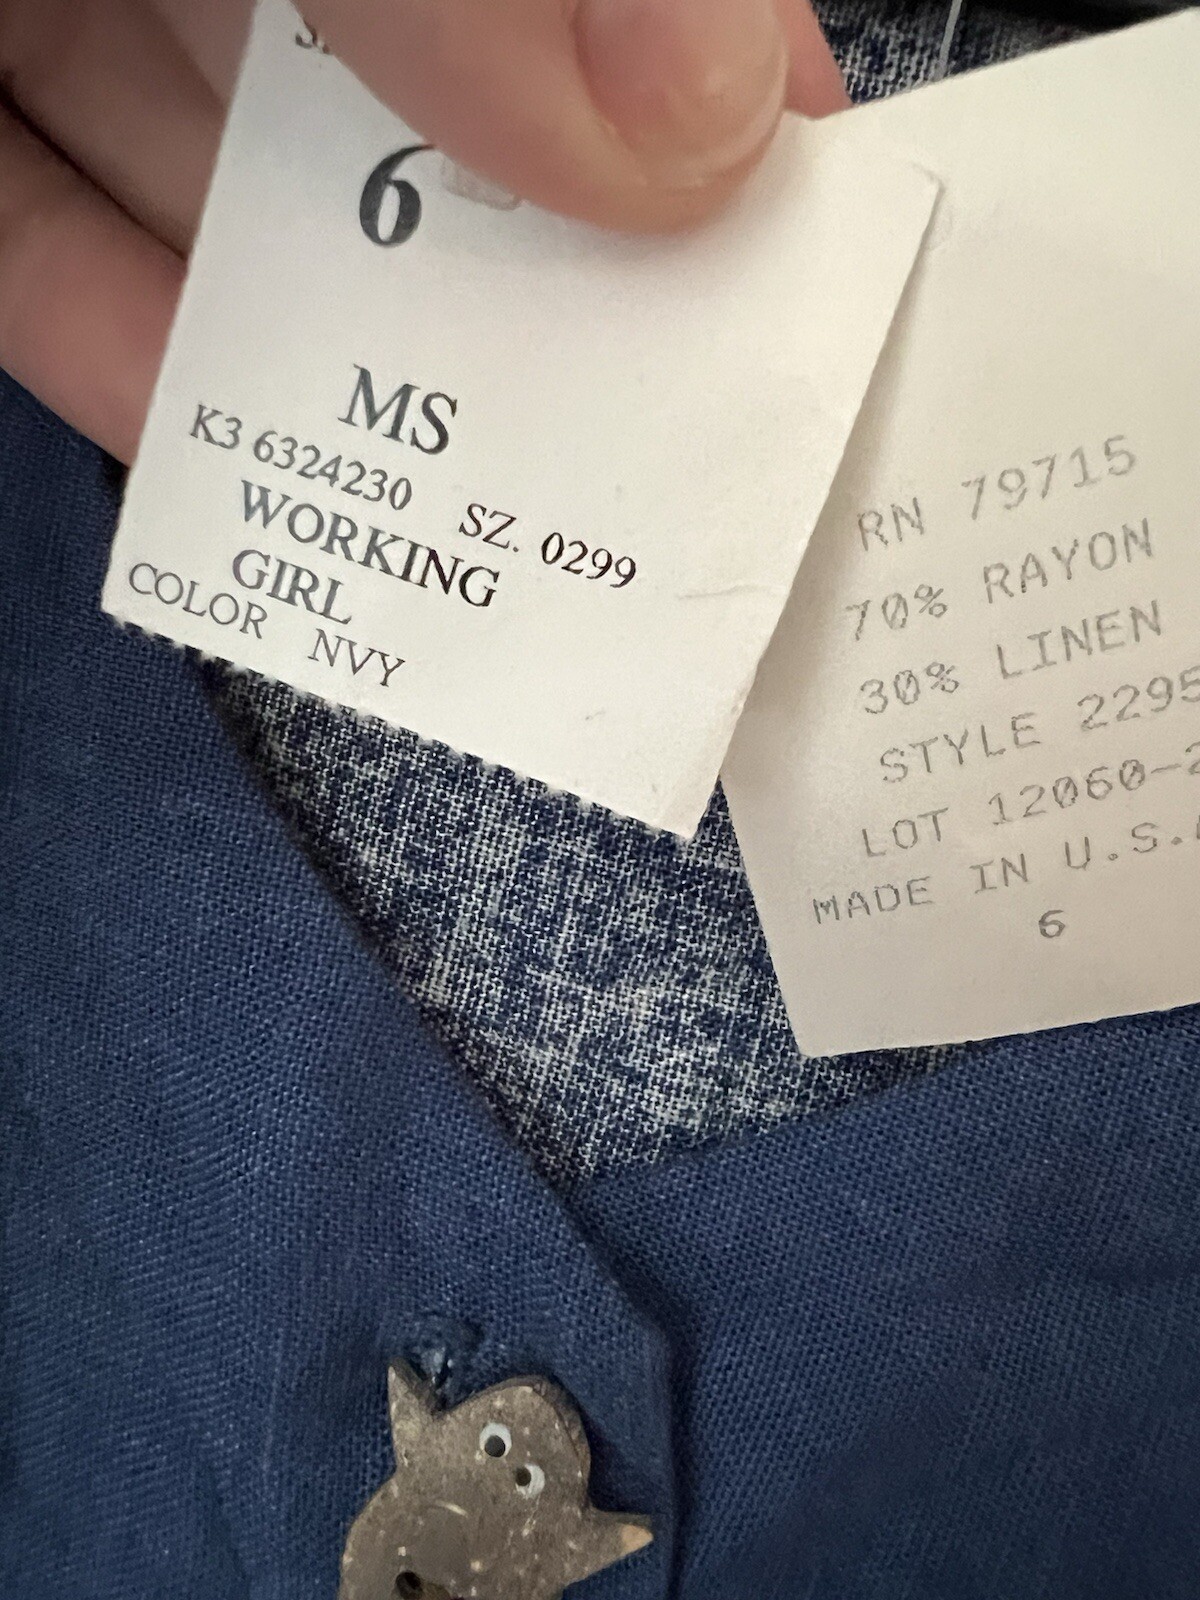 6
MS
K3 6324230 SZ. 0299
WORKING
GIRL
COLOR NVY
RN 79715
70% RAYON
30% LINEN
STYLE 2295
LOT 12060-2
MADE IN U.S.A
6